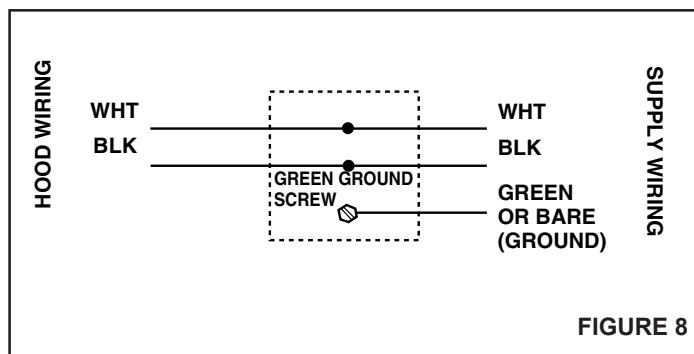 HOOD WIRING
WHT
BLK
GREEN GROUND
SCREW
WHT
BLK
GREEN
OR BARE
(GROUND)
SUPPLY WIRING
FIGURE 8